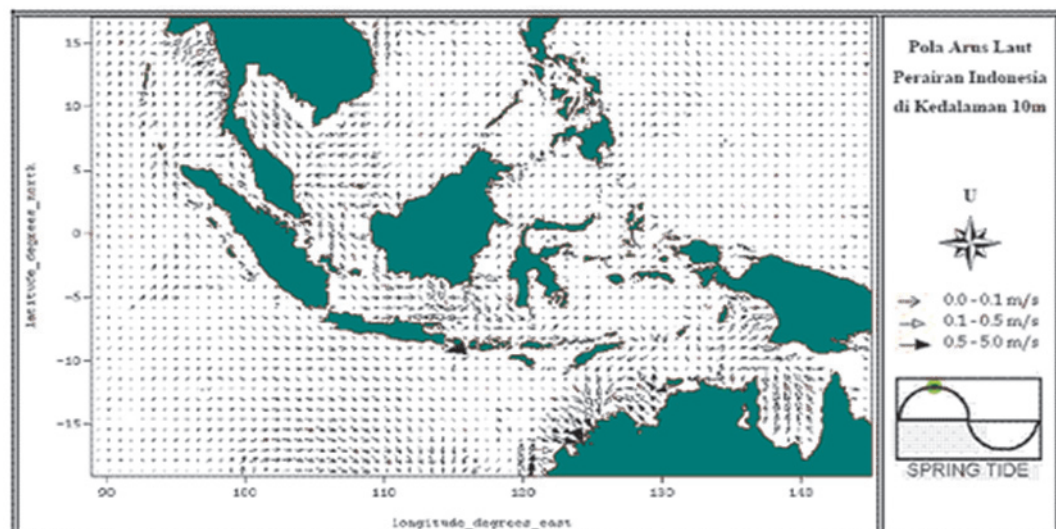 15
10
5
0
-5
-10
-15
latitude_degrees_north
90
100
110
120
130
140
longitude_degrees_east
Pola Arus Laut
Perairan Indonesia
di Kedalaman 10m
U
0.0 - 0.1 m/s
0.1 - 0.5 m/s
0.5 - 5.0 m/s
SPRING TIDE